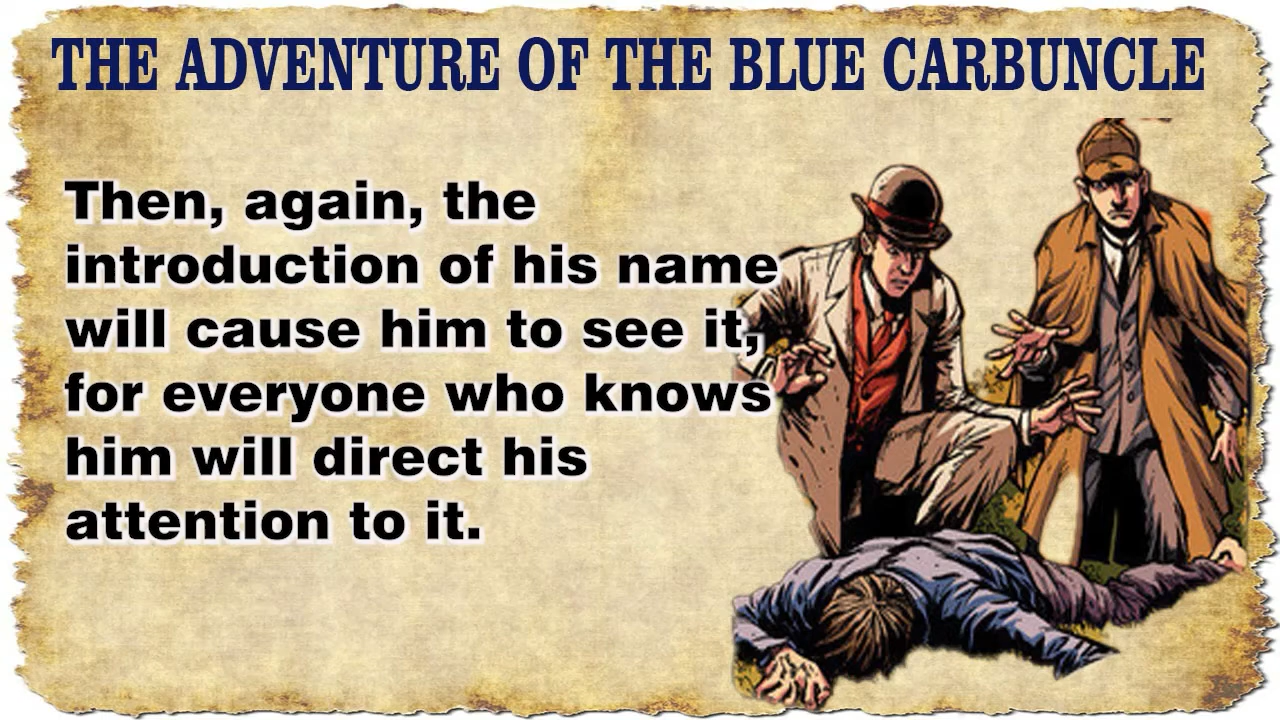 THE ADVENTURE OF THE BLUE CARBUNCLE
Then, again, the
introduction of his name
will cause him to see it,
for everyone who knows
him will direct his
attention to it.